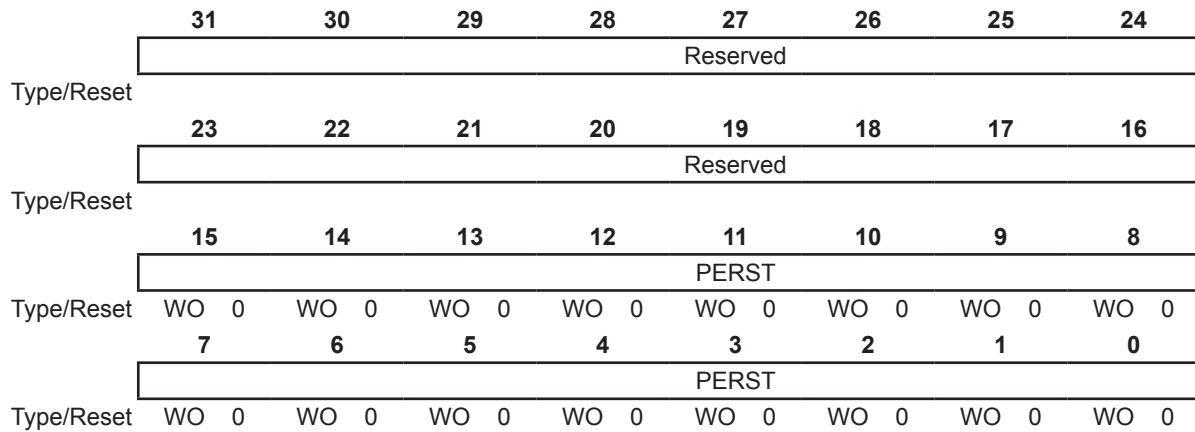 31 30 29 28 27 26 25 24
Reserved
Type/Reset
23 22 21 20 19 18 17 16
Reserved
Type/Reset
15 14 13 12 11 10 9 8
PERST
Type/Reset WO 0 WO 0 WO 0 WO 0 WO 0 WO 0 WO 0 WO 0
7 6 5 4 3 2 1 0
PERST
Type/Reset WO 0 WO 0 WO 0 WO 0 WO 0 WO 0 WO 0 WO 0